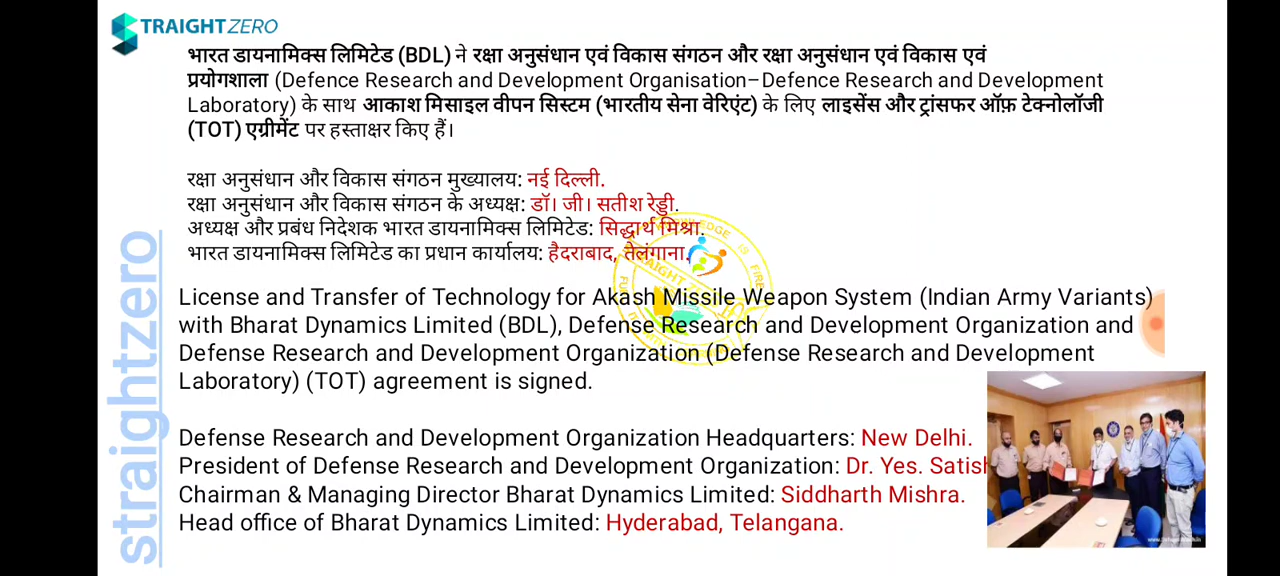 TRAIGHTZERO
भारत डायनामिक्स लिमिटेड (BDL) ने रक्षा अनुसंधान एवं विकास संगठन और रक्षा अनुसंधान एवं विकास एवं
प्रयोगशाला (Defence Research and Development Organisation–Defence Research and Development
Laboratory) के साथ आकाश मिसाइल वीपन सिस्टम (भारतीय सेना वेरिएंट) के लिए लाइसेंस और ट्रांसफर ऑफ़ टेक्नोलॉजी
(TOT) एग्रीमेंट पर हस्ताक्षर किए हैं।
रक्षा अनुसंधान और विकास संगठन मुख्यालय: नई दिल्ली.
रक्षा अनुसंधान और विकास संगठन के अध्यक्ष: डॉ। जी। सतीश रेड्डी.
अध्यक्ष और प्रबंध निदेशक भारत डायनामिक्स लिमिटेड: सिद्धार्थ मिश्रा.
भारत डायनामिक्स लिमिटेड का प्रधान कार्यालय: हैदराबाद, तेलंगाना.
License and Transfer of Technology for Akash Missile Weapon System (Indian Army Variants)
with Bharat Dynamics Limited (BDL), Defense Research and Development Organization and
Defense Research and Development Organization (Defense Research and Development
Laboratory) (TOT) agreement is signed.
Defense Research and Development Organization Headquarters: New Delhi.
President of Defense Research and Development Organization: Dr. Yes. Satish
Chairman & Managing Director Bharat Dynamics Limited: Siddharth Mishra.
Head office of Bharat Dynamics Limited: Hyderabad, Telangana.
straightzero